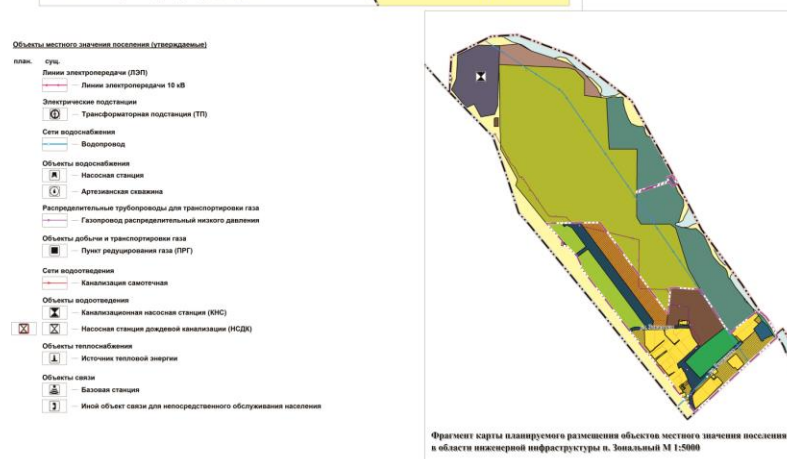 Объекты местного значения поселения (утверждаемые)
план. сущ.
Линии электропередачи (ЛЭП)
Линии электропередачи 10 кВ
Электрические подстанции
Трансформаторная подстанция (ТП)
Сети водоснабжения
Водопровод
Объекты водоснабжения
Насосная станция
Артезианская скважина
Распределительные трубопроводы для транспортировки газа
Газопровод распределительный низкого давления
Объекты добычи и транспортировки газа
Пункт редуцирования газа (ПРГ)
Сети водоотведения
Канализация самотечная
Объекты водоотведения
Канализационная насосная станция (КНС)
Насосная станция дождевой канализации (НСДК)
Объекты теплоснабжения
Источник тепловой энергии
Объекты связи
Базовая станция
Иной объект связи для непосредственного обслуживания населения
Фрагмент карты планируемого размещения объектов местного значения поселения
в области инженерной инфраструктуры п. Зональный М 1:5000